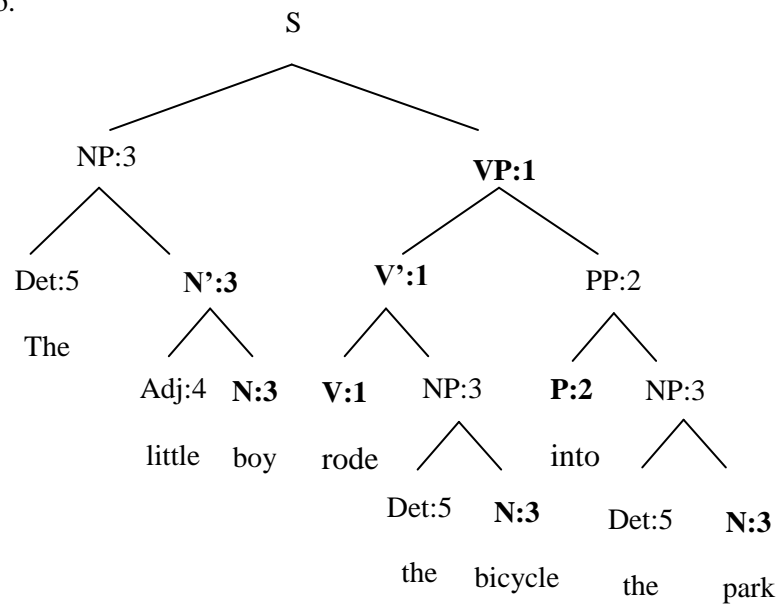 S
NP:3 VP:1
Det:5 N’:3 V’:1 PP:2
The
Adj:4 N:3 V:1 NP:3 P:2 NP:3
little boy rode into
Det:5 N:3 Det:5 N:3
the bicycle the park